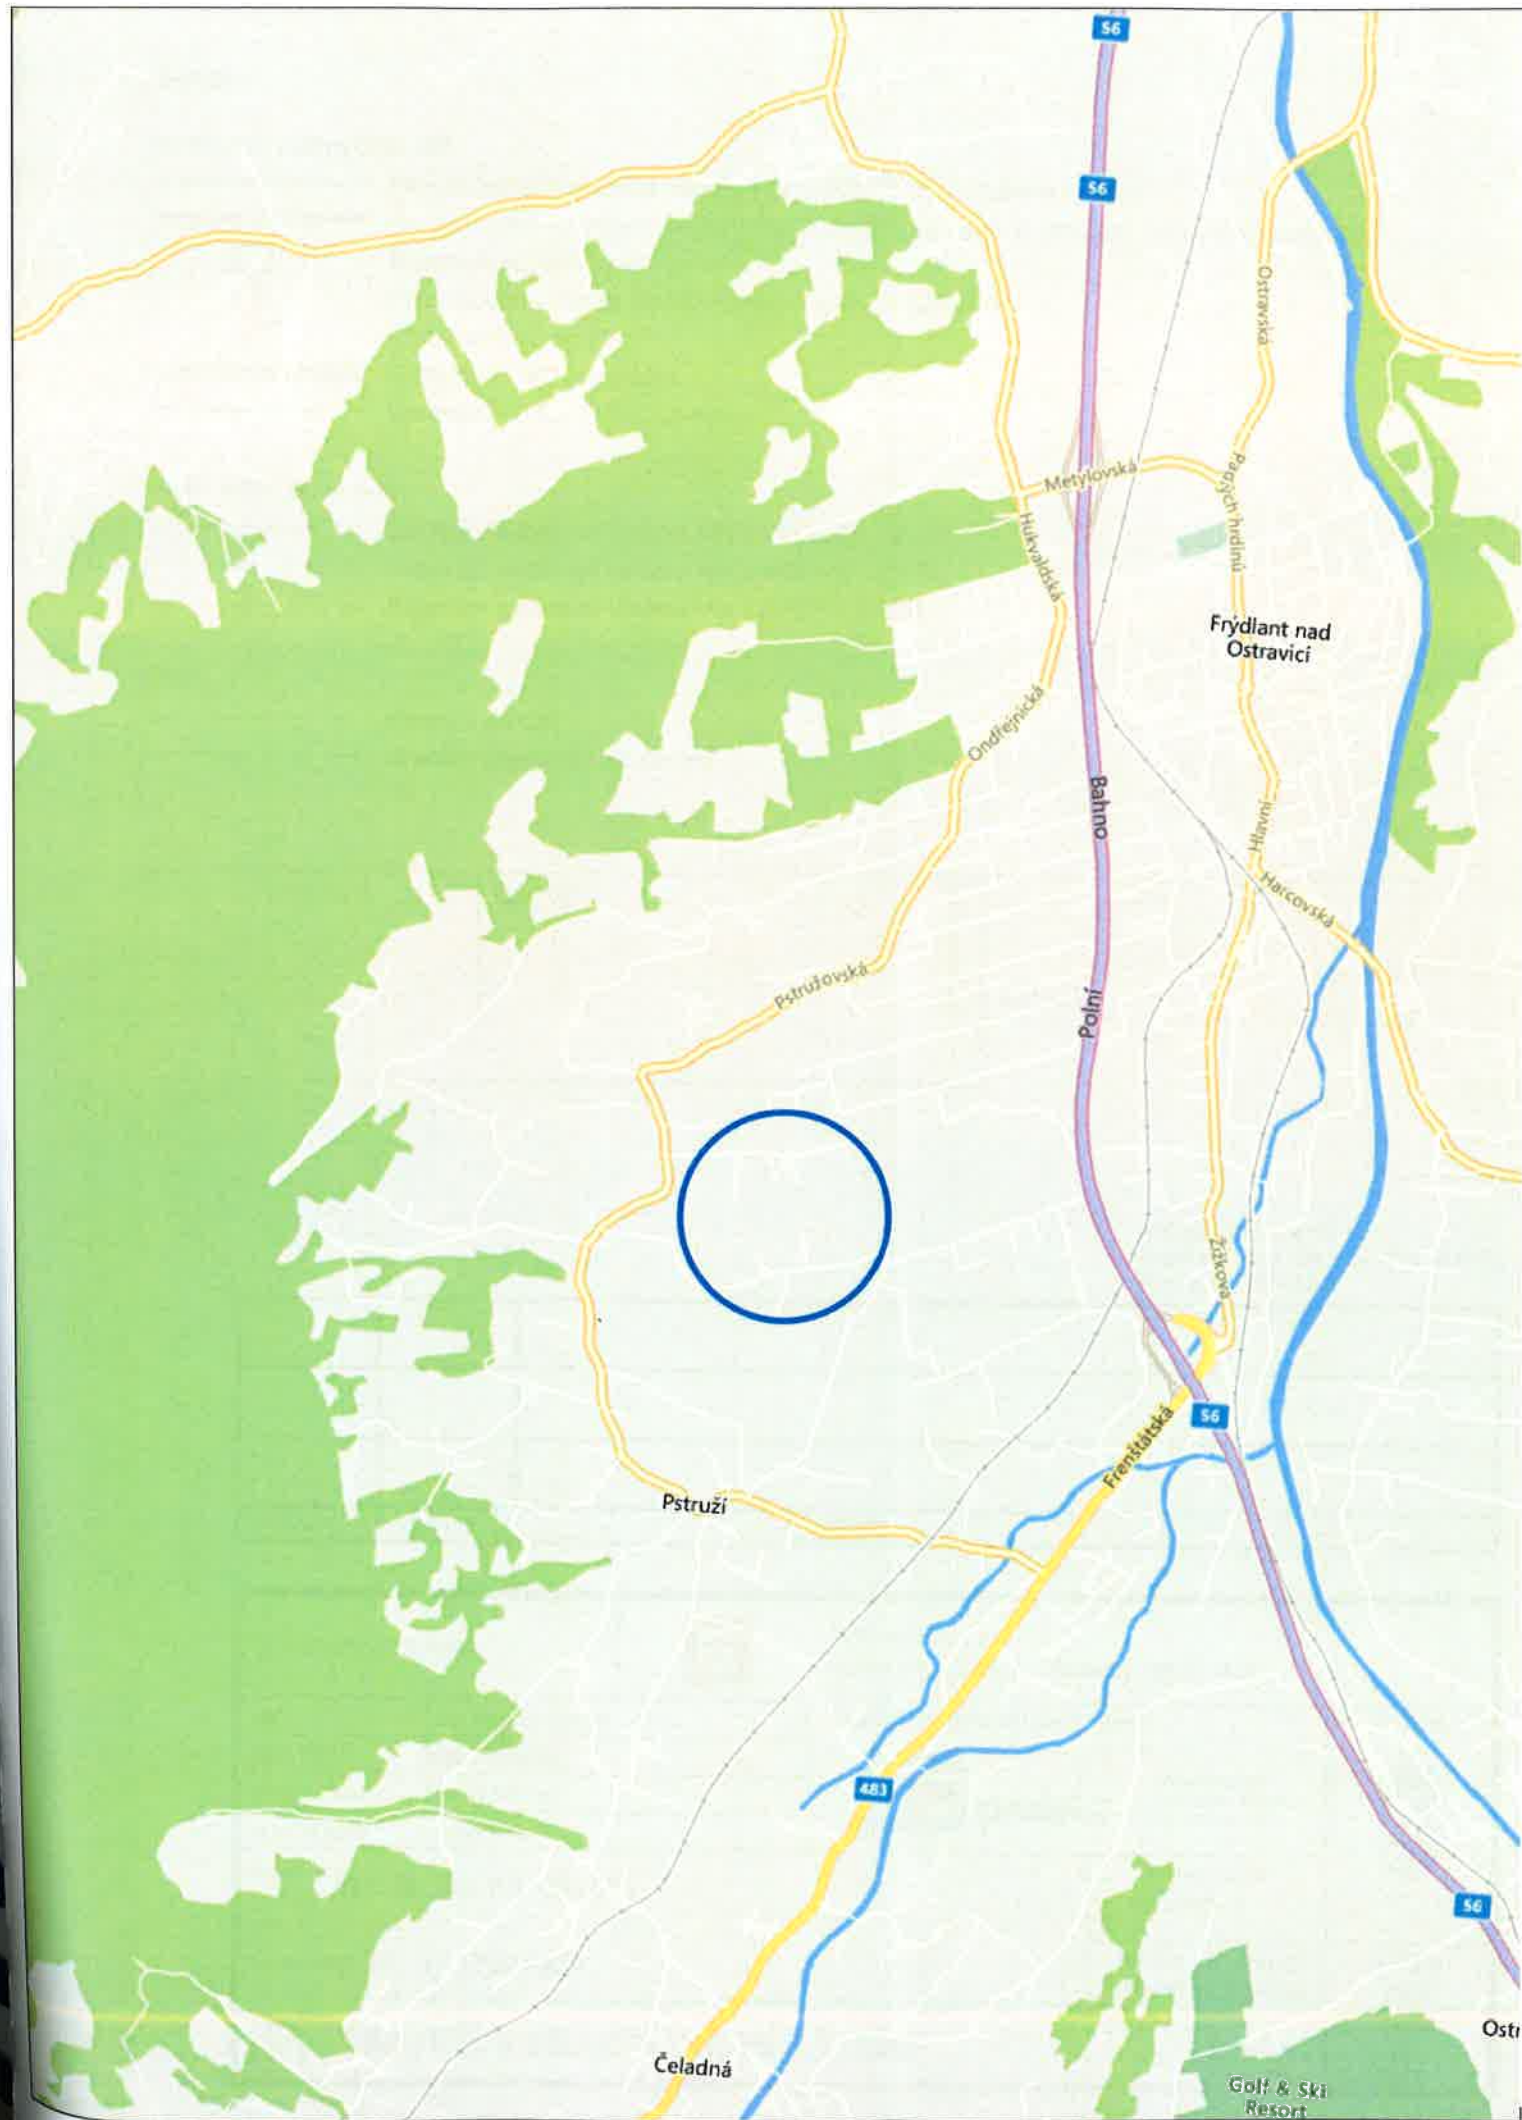 56
56
Ostravská
Metylovská
Padlých hrdinů
Hukvaldská
Frýdlant nad
Ostravicí
Ondřejnická
Bahno
Hlavní
Harcovská
Pstružovská
Polní
Žižkova
56
Frenštátská
Pstruží
483
56
Čeladná
Golf & Ski
Resort